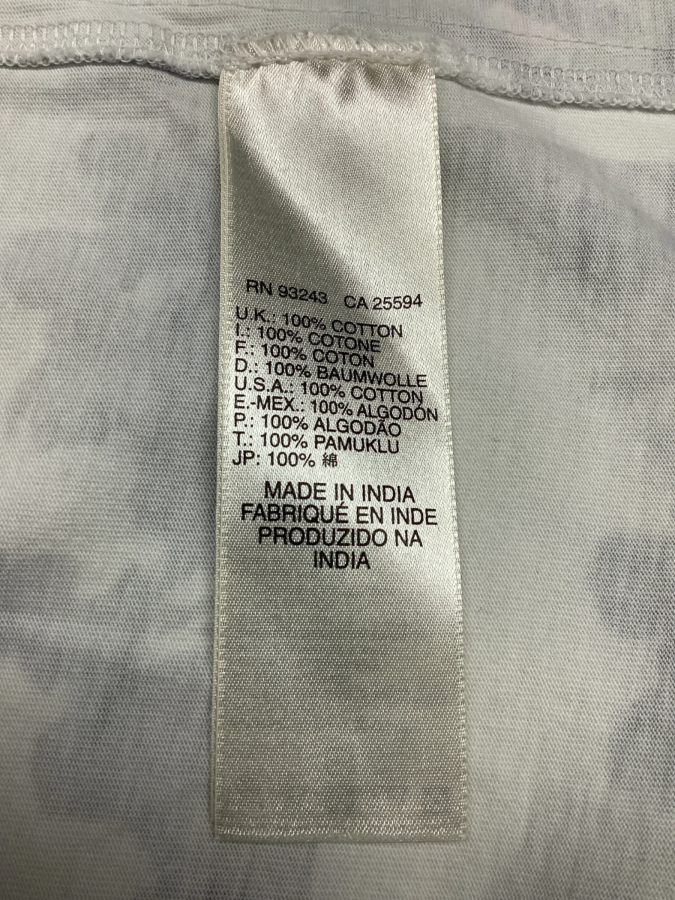 RN 93243 CA 25594
U.K.: 100% COTTON
I.: 100% COTONE
F.: 100% COTON
D.: 100% BAUMWOLLE
U.S.A.: 100% COTTON
E.-MEX.: 100% ALGODÓN
P.: 100% ALGODÃO
T.: 100% PAMUKLU
JP: 100% 綿
MADE IN INDIA
FABRIQUÉ EN INDE
PRODUZIDO NA
INDIA